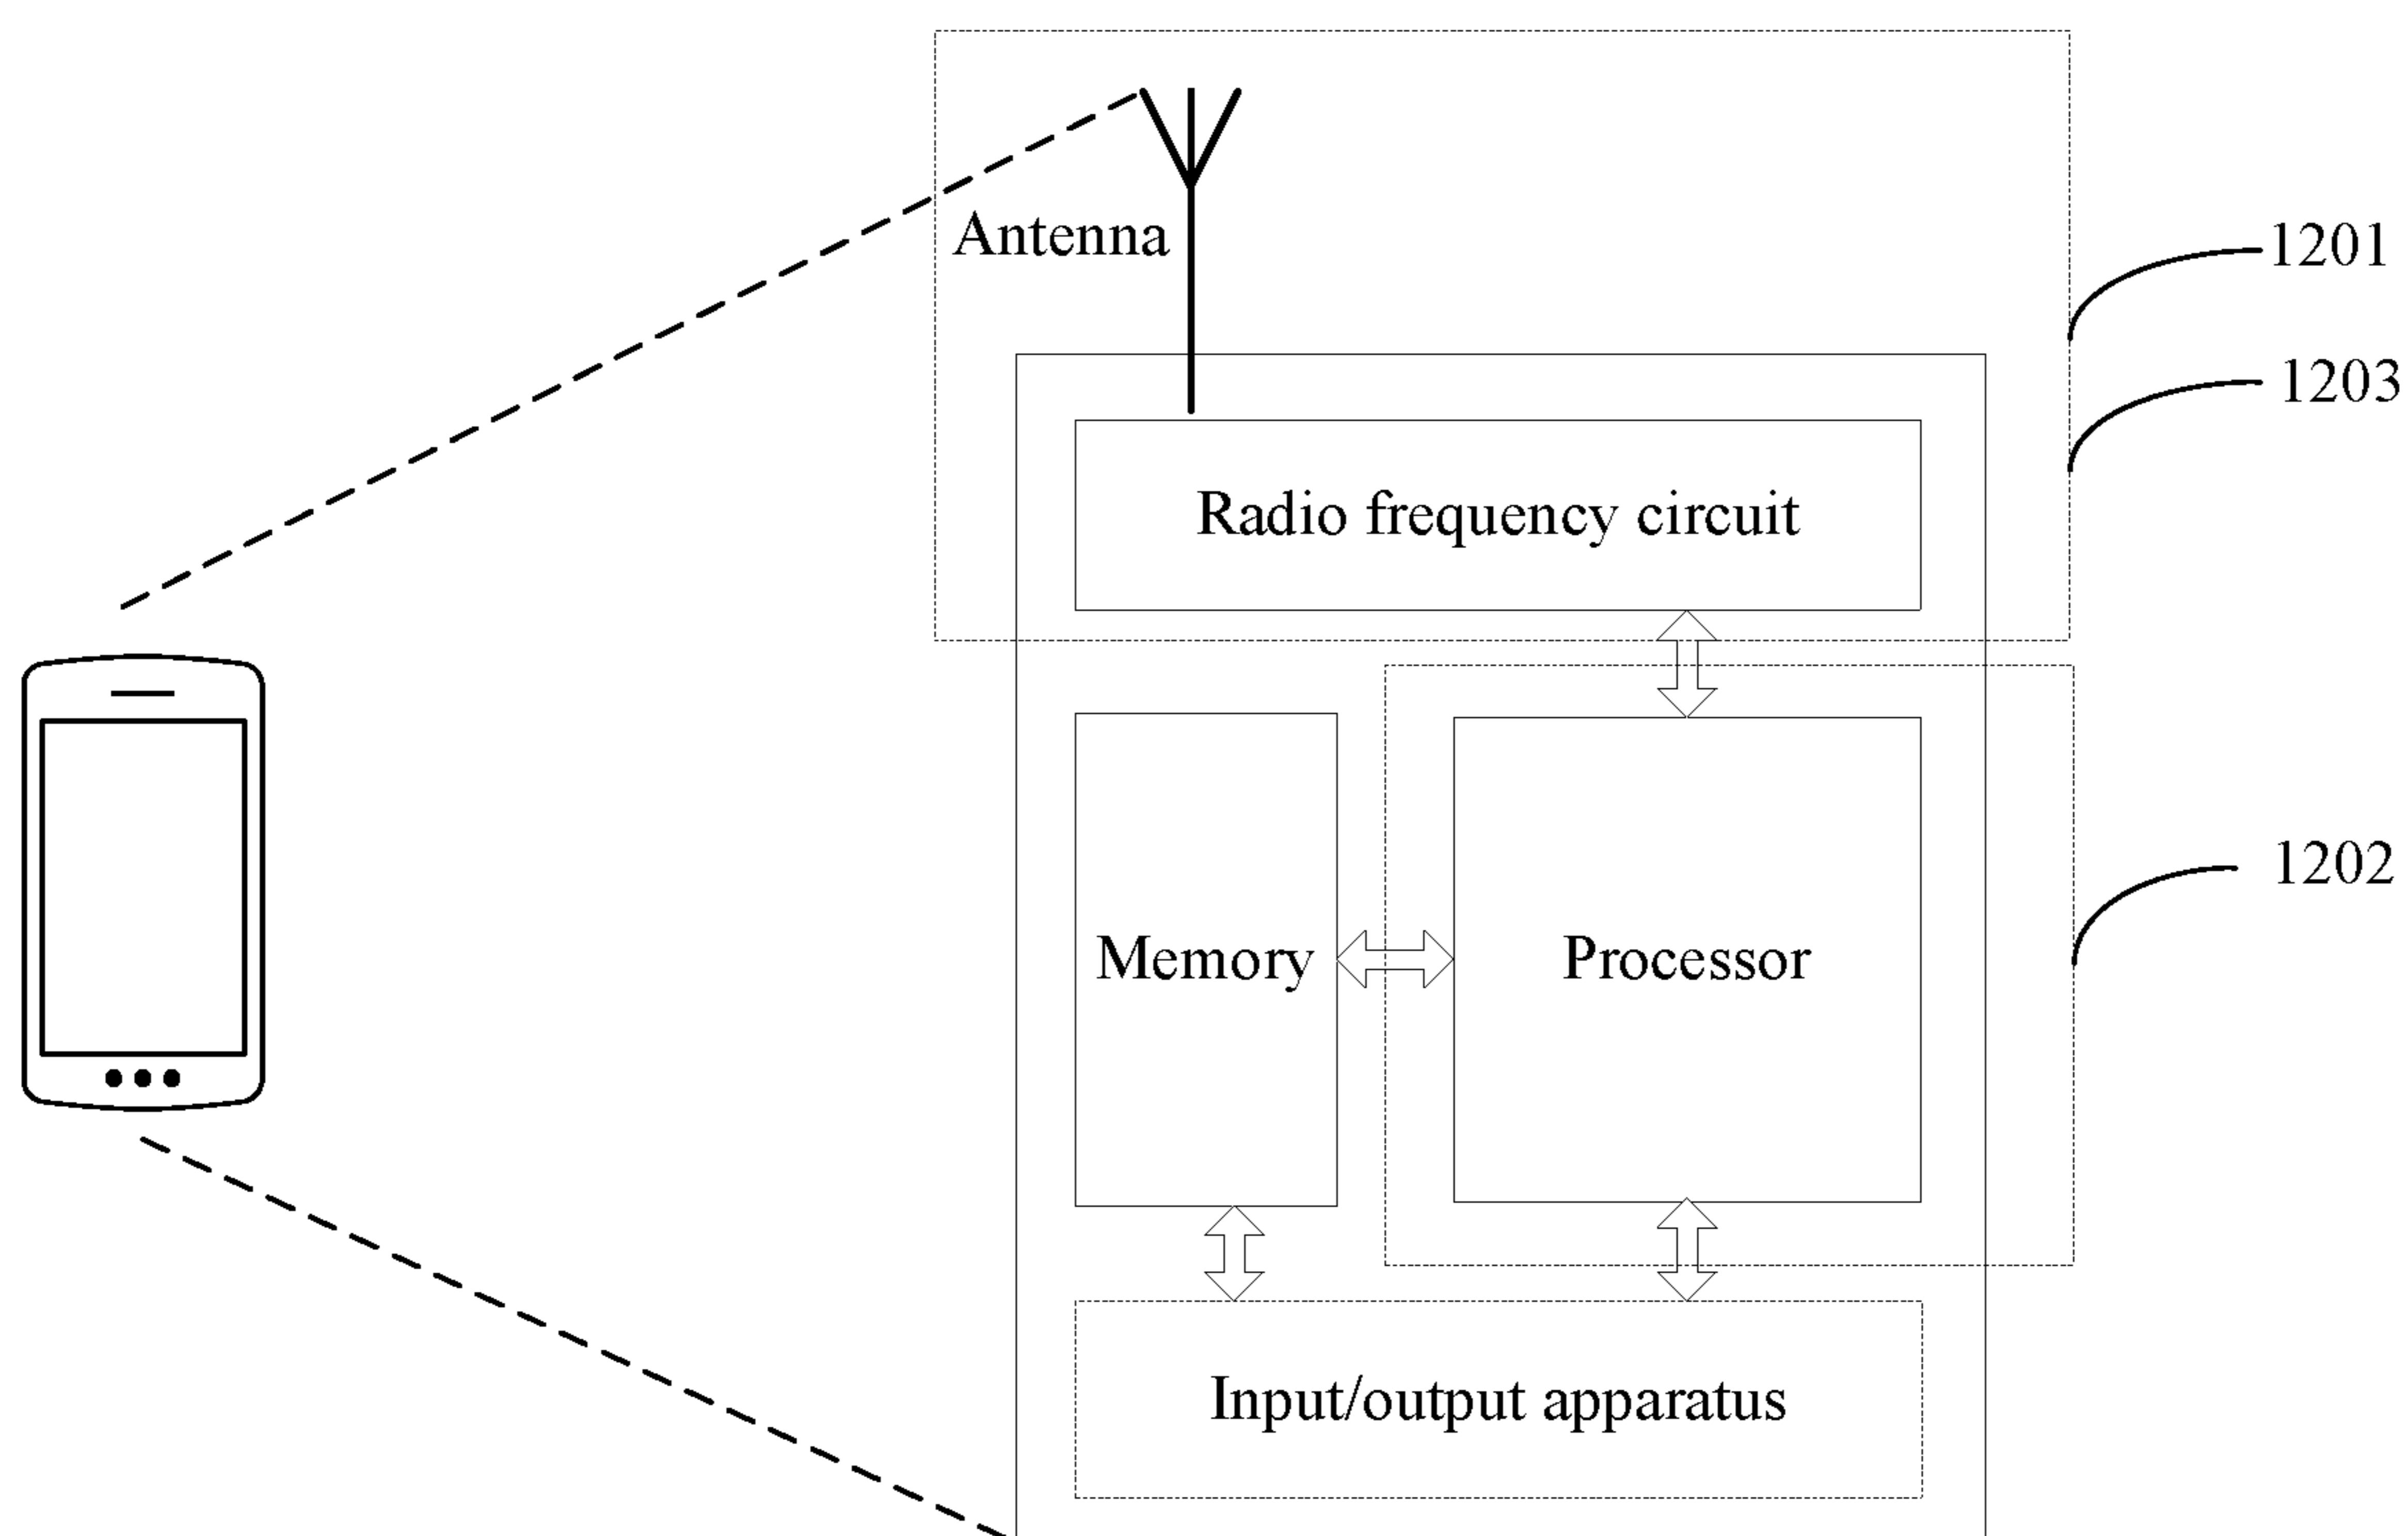 Antenna
1201
1203
Radio frequency circuit
1202
Memory
Processor
Input/output apparatus